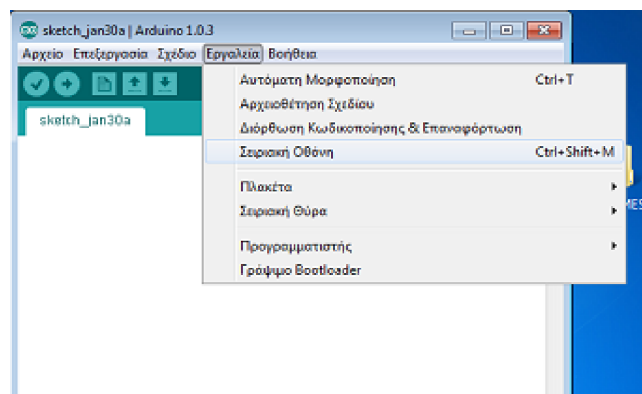 sketch_jan30a | Arduino 1.0.3
Αρχείο Επεξεργασία Σχέδιο Εργαλεία Βοήθεια
sketch_jan30a
Αυτόματη Μορφοποίηση Ctrl+T
Αρχειοθέτηση Σχεδίου
Διόρθωση Κωδικοποίησης & Επαναφόρτωση
Σειριακή Οθόνη Ctrl+Shift+M
Πλακέτα
Σειριακή Θύρα
Προγραμματιστής
Γράψιμο Bootloader